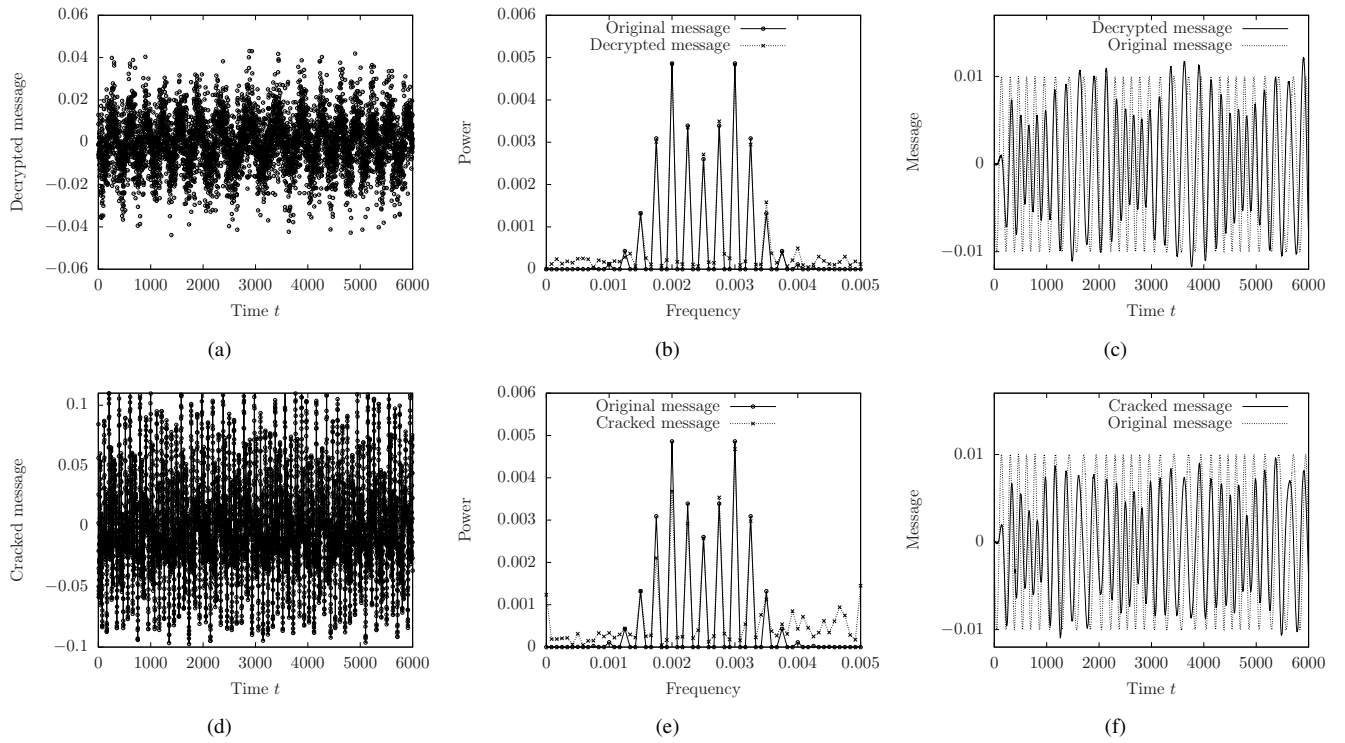 0.06
0.04
0.02
0
−0.02
−0.04
−0.06
Decrypted message
0 1000 2000 3000 4000 5000 6000
Time t
(a)
Original message
Decrypted message
0.006
0.005
0.004
0.003
0.002
0.001
0
Power
0 0.001 0.002 0.003 0.004 0.005
Frequency
(b)
Decrypted message
Original message
0.01
0
−0.01
Message
0 1000 2000 3000 4000 5000 6000
Time t
(c)
0.1
0.05
0
−0.05
−0.1
Cracked message
0 1000 2000 3000 4000 5000 6000
Time t
(d)
Original message
Cracked message
0.006
0.005
0.004
0.003
0.002
0.001
0
Power
0 0.001 0.002 0.003 0.004 0.005
Frequency
(e)
Cracked message
Original message
0.01
0
−0.01
Message
0 1000 2000 3000 4000 5000 6000
Time t
(f)